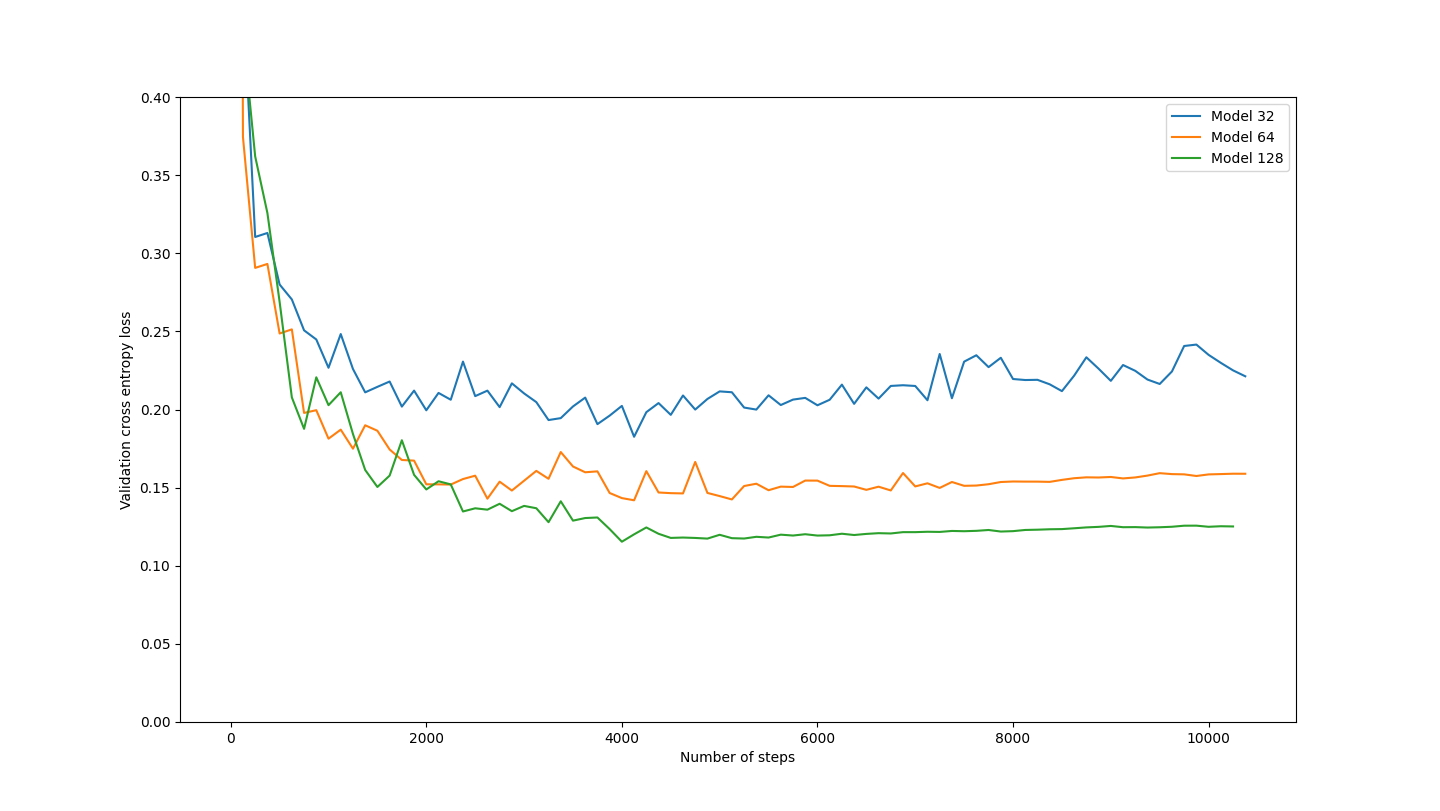 0.40
0.35
0.30
0.25
0.20
0.15
0.10
0.05
0.00
Validation cross entropy loss
0 2000 4000 6000 8000 10000
Number of steps
Model 32
Model 64
Model 128